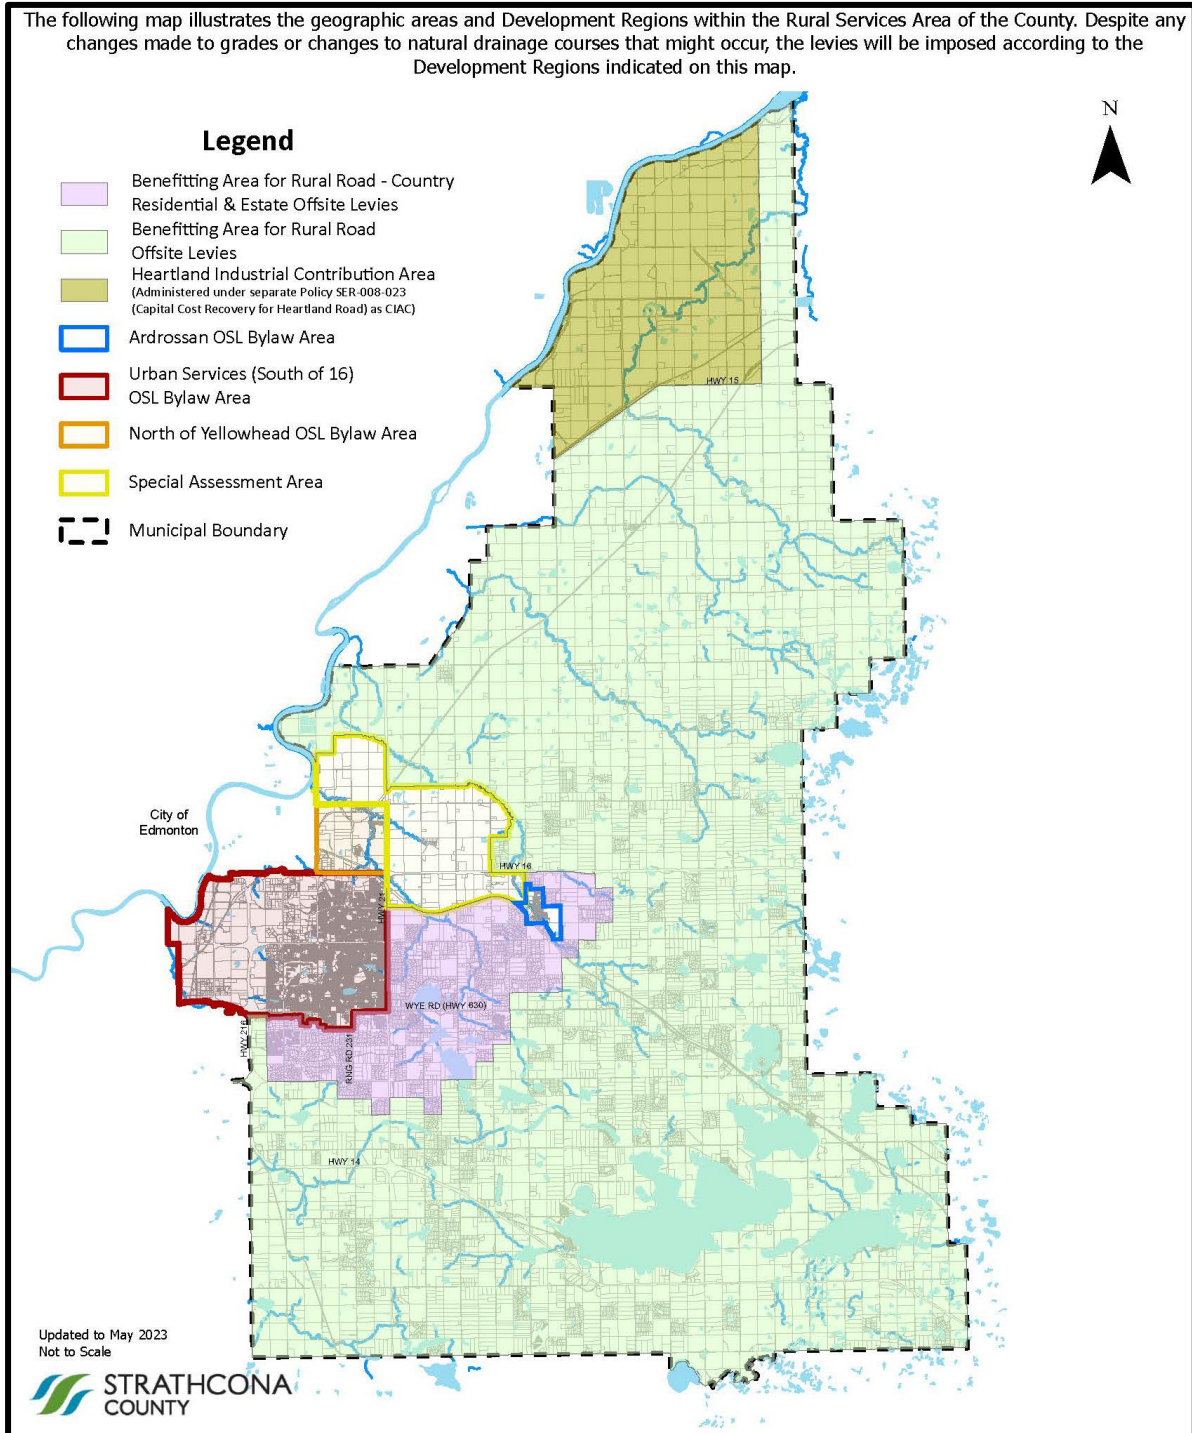 The following map illustrates the geographic areas and Development Regions within the Rural Services Area of the County. Despite any
changes made to grades or changes to natural drainage courses that might occur, the levies will be imposed according to the
Development Regions indicated on this map.
N
Legend
Benefitting Area for Rural Road - Country
Residential & Estate Offsite Levies
Benefitting Area for Rural Road
Offsite Levies
Heartland Industrial Contribution Area
(Administered under separate Policy SER-008-023
(Capital Cost Recovery for Heartland Road) as CIAC)
Ardrossan OSL Bylaw Area
Urban Services (South of 16)
OSL Bylaw Area
North of Yellowhead OSL Bylaw Area
Special Assessment Area
Municipal Boundary
HWY 15
City of
Edmonton
HWY 16
HWY 21
WYE RD (HWY 630)
HWY 216
RNG RD 231
HWY 14
Updated to May 2023
Not to Scale
STRATHCONA
COUNTY